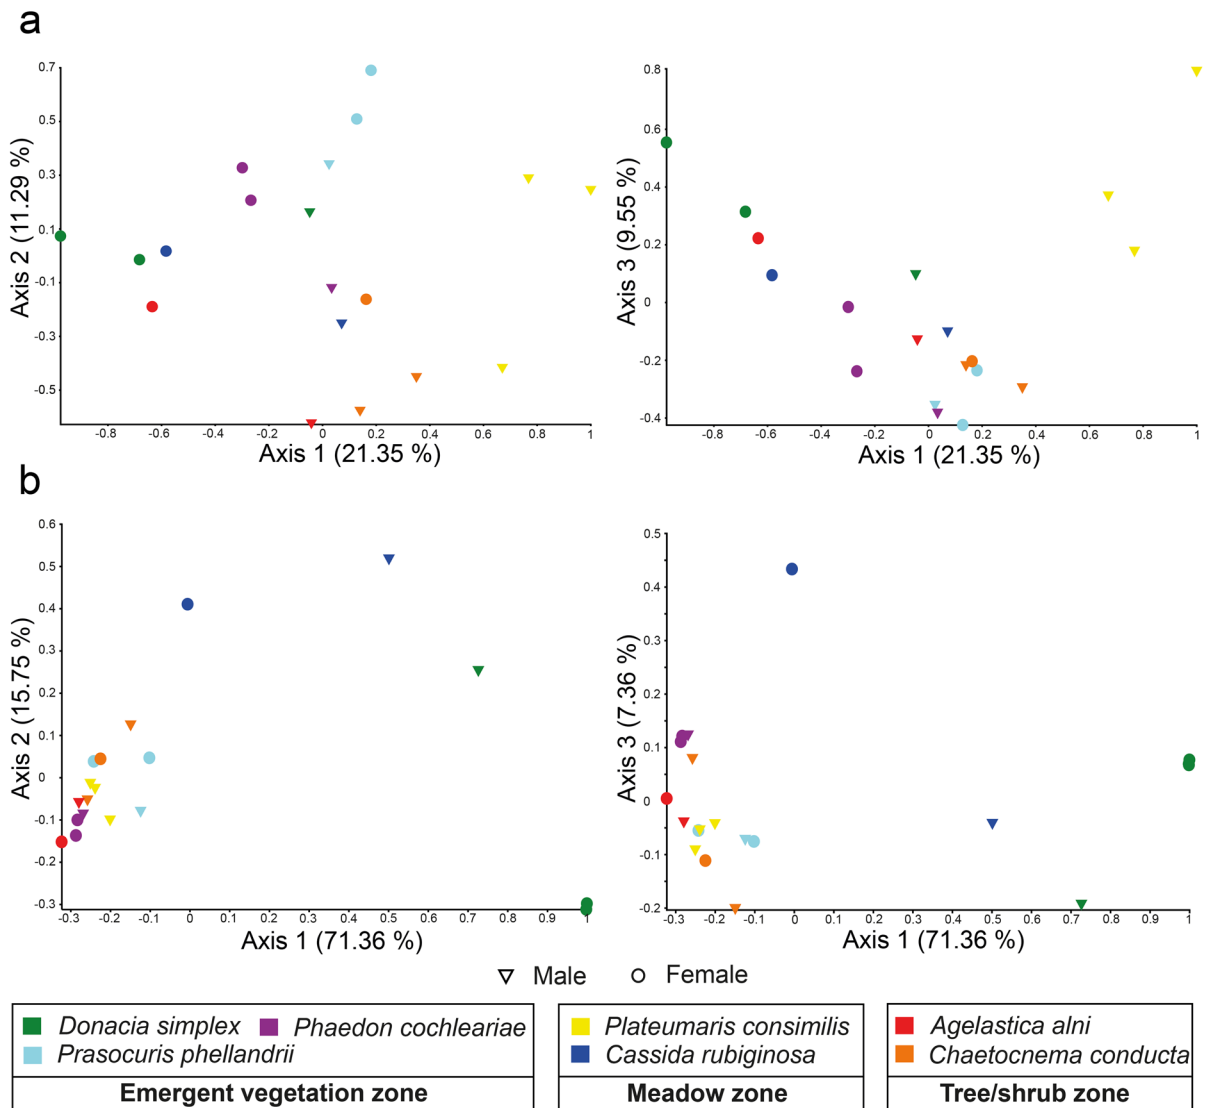 a
0.7
0.5
0.3
0.1
-0.1
-0.3
-0.5
Axis 2 (11.29 %)
-0.8 -0.6 -0.4 -0.2 0 0.2 0.4 0.6 0.8 1
Axis 1 (21.35 %)
0.8
0.6
0.4
0.2
0
-0.2
-0.4
Axis 3 (9.55 %)
-0.8 -0.6 -0.4 -0.2 0 0.2 0.4 0.6 0.8 1
Axis 1 (21.35 %)
b
0.6
0.5
0.4
0.3
0.2
0.1
0
-0.1
-0.2
-0.3
Axis 2 (15.75 %)
-0.3 -0.2 -0.1 0 0.1 0.2 0.3 0.4 0.5 0.6 0.7 0.8 0.9 1
Axis 1 (71.36 %)
0.5
0.4
0.3
0.2
0.1
0
-0.1
-0.2
Axis 3 (7.36 %)
-0.3 -0.2 -0.1 0 0.1 0.2 0.3 0.4 0.5 0.6 0.7 0.8 0.9 1
Axis 1 (71.36 %)
Male Female
Donacia simplex Phaedon cochleariae
Prasocuris phellandrii
Emergent vegetation zone
Plateumaris consimilis
Cassida rubiginosa
Meadow zone
Agelastica alni
Chaetocnema conducta
Tree/shrub zone